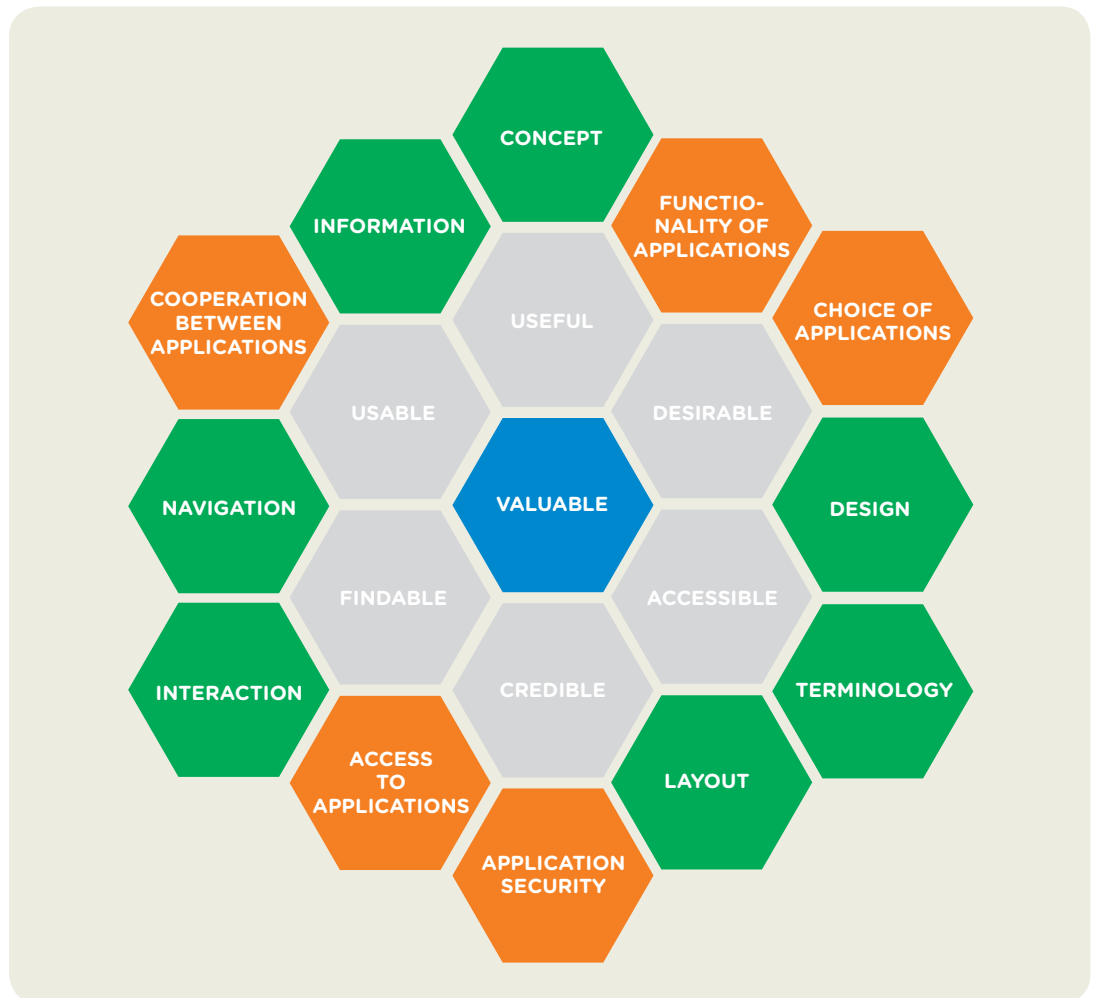 CONCEPT
FUNCTIO-
NALITY OF
APPLICATIONS
INFORMATION
COOPERATION
BETWEEN
APPLICATIONS
USEFUL
CHOICE OF
APPLICATIONS
USABLE
DESIRABLE
NAVIGATION
VALUABLE
DESIGN
FINDABLE
ACCESSIBLE
INTERACTION
CREDIBLE
TERMINOLOGY
ACCESS
TO
APPLICATIONS
LAYOUT
APPLICATION
SECURITY